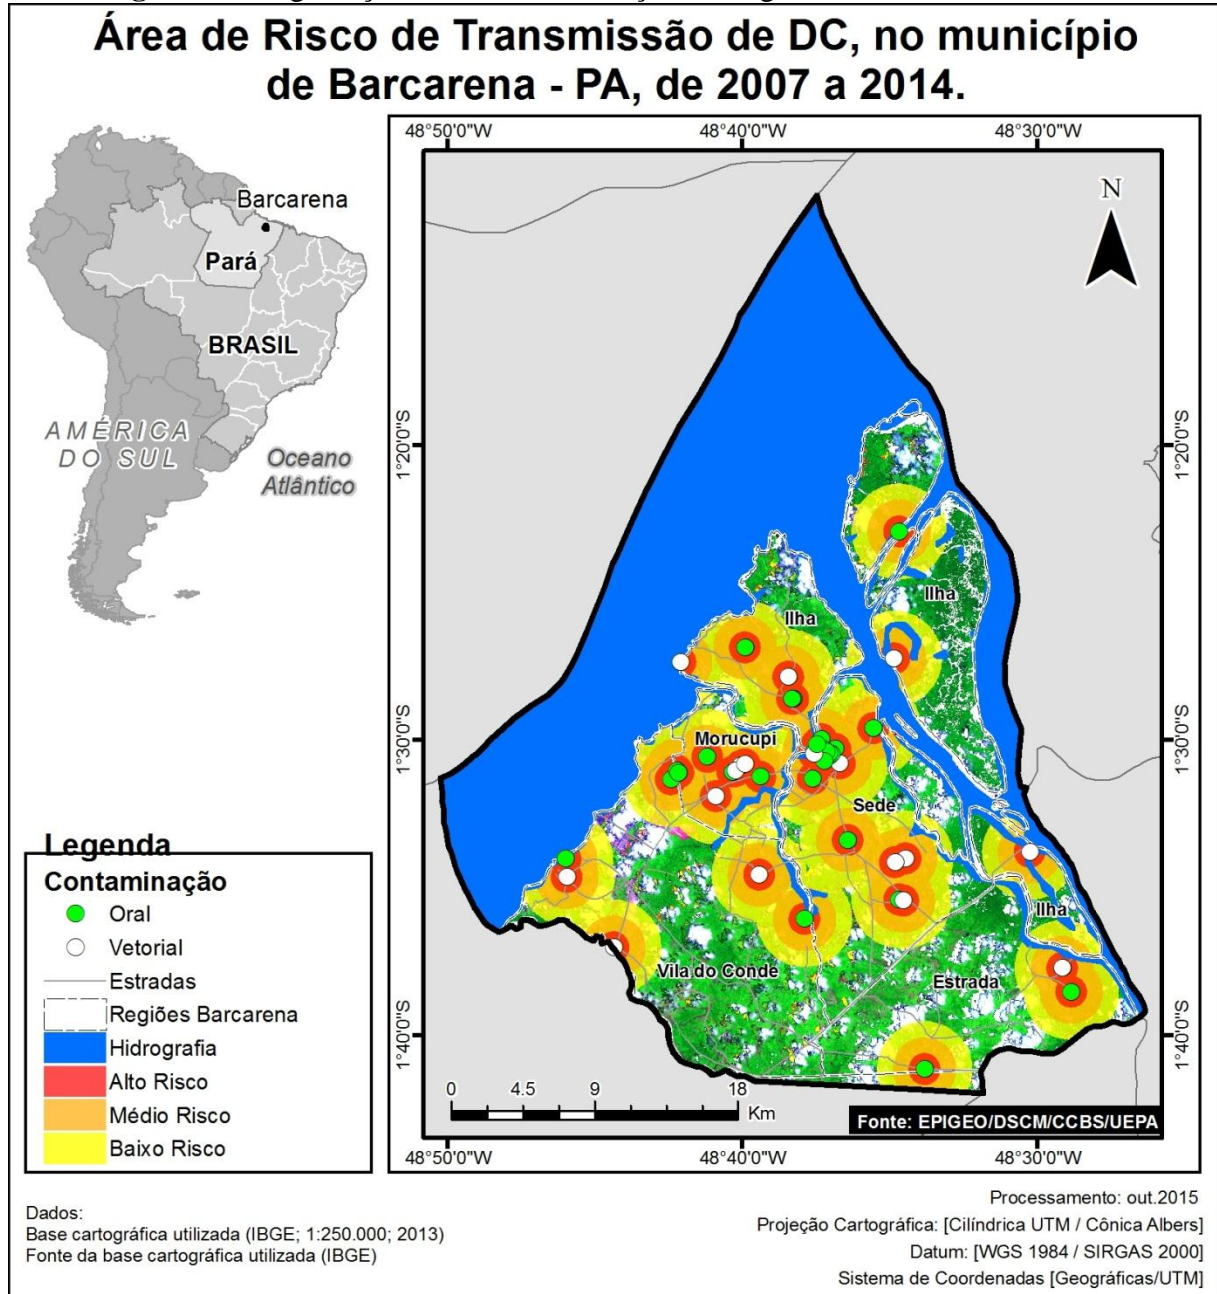 Área de Risco de Transmissão de DC, no município
de Barcarena - PA, de 2007 a 2014.
Barcarena
Pará
BRASIL
AMÉRICA
DO SUL
Oceano
Atlântico
48°50'0"W 48°40'0"W 48°30'0"W
N
1°20'0"S 1°20'0"S
Ilha
Ilha
1°30'0"S 1°30'0"S
Morucupi
Sede
Ilha
Vila do Conde
Estrada
1°40'0"S 1°40'0"S
0 4.5 9 18
Km
Fonte: EPIGEO/DSCM/CCBS/UEPA
48°50'0"W 48°40'0"W 48°30'0"W
Legenda
Contaminação
Oral
Vetorial
Estradas
Regiões Barcarena
Hidrografia
Alto Risco
Médio Risco
Baixo Risco
Dados:
Base cartográfica utilizada (IBGE; 1:250.000; 2013)
Fonte da base cartográfica utilizada (IBGE)
Processamento: out.2015
Projeção Cartográfica: [Cilíndrica UTM / Cônica Albers]
Datum: [WGS 1984 / SIRGAS 2000]
Sistema de Coordenadas [Geográficas/UTM]